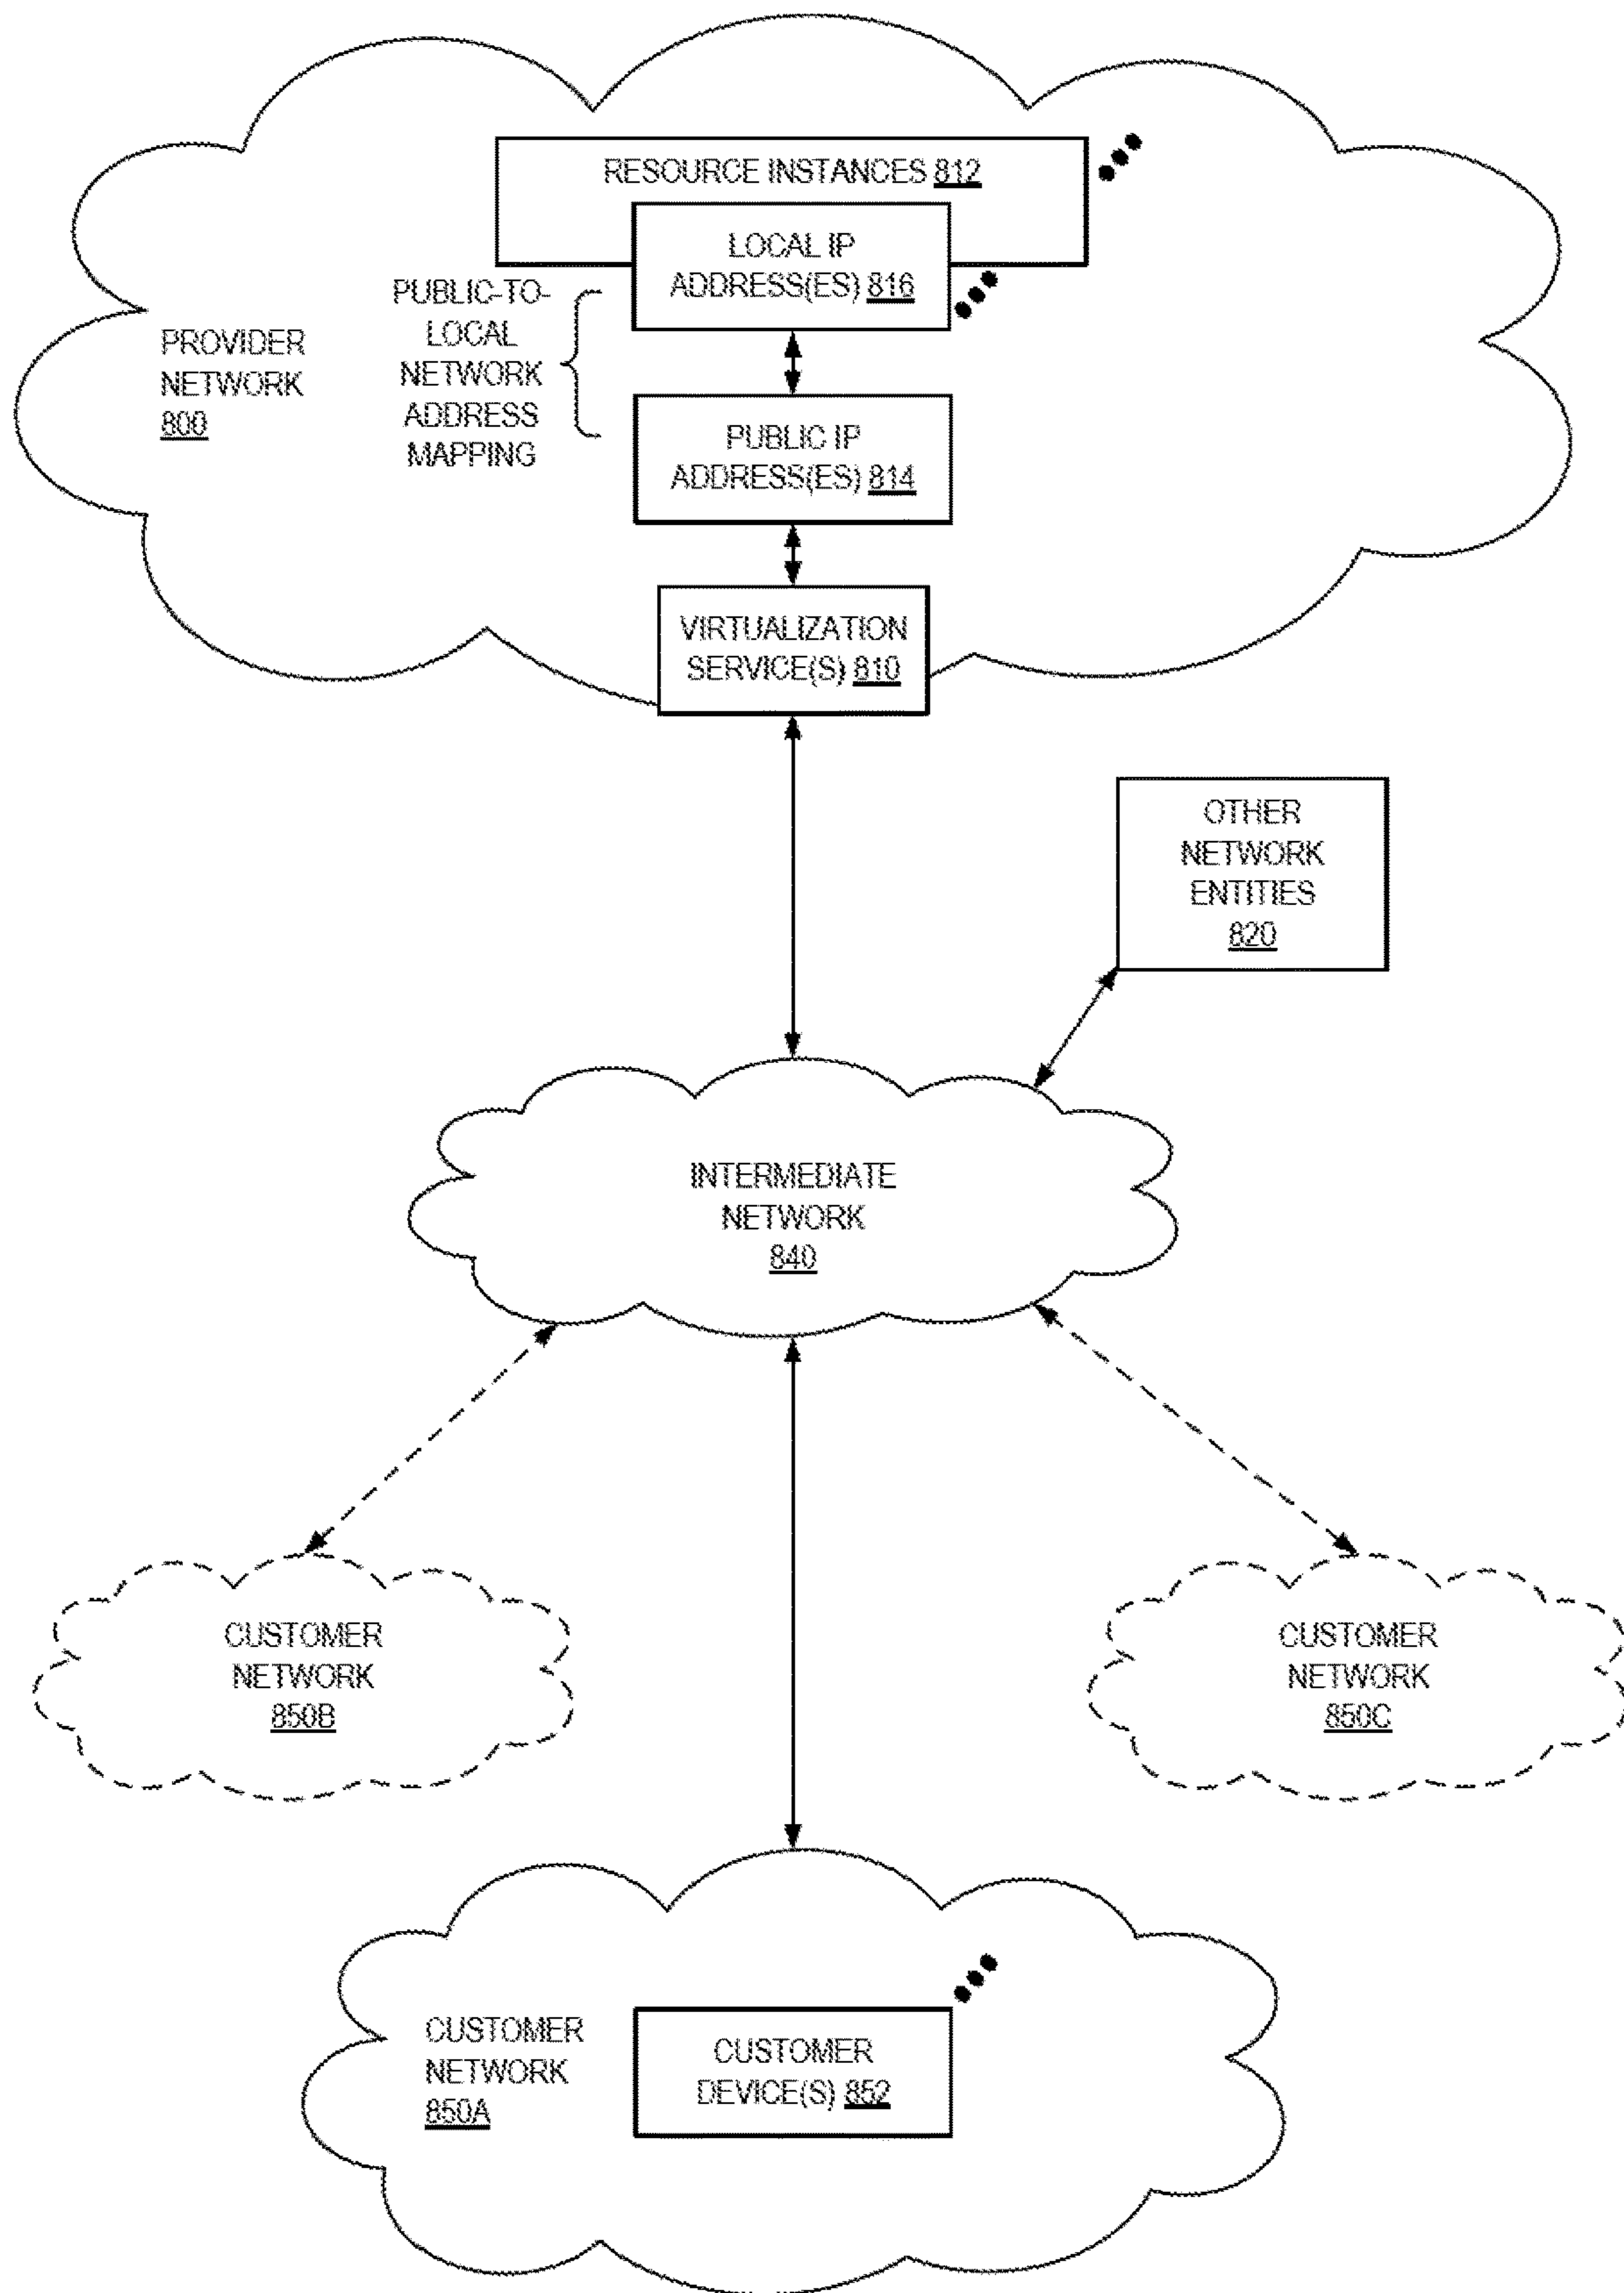 RESOURCE INSTANCES 812
LOCAL IP
ADDRESS(ES) 816
PUBLIC-TO-
LOCAL
NETWORK
ADDRESS
MAPPING
PROVIDER
NETWORK
800
PUBLIC IP
ADDRESS(ES) 814
VIRTUALIZATION
SERVICE(S) 810
OTHER
NETWORK
ENTITIES
820
INTERMEDIATE
NETWORK
840
CUSTOMER
NETWORK
850B
CUSTOMER
NETWORK
850C
CUSTOMER
NETWORK
850A
CUSTOMER
DEVICE(S) 852